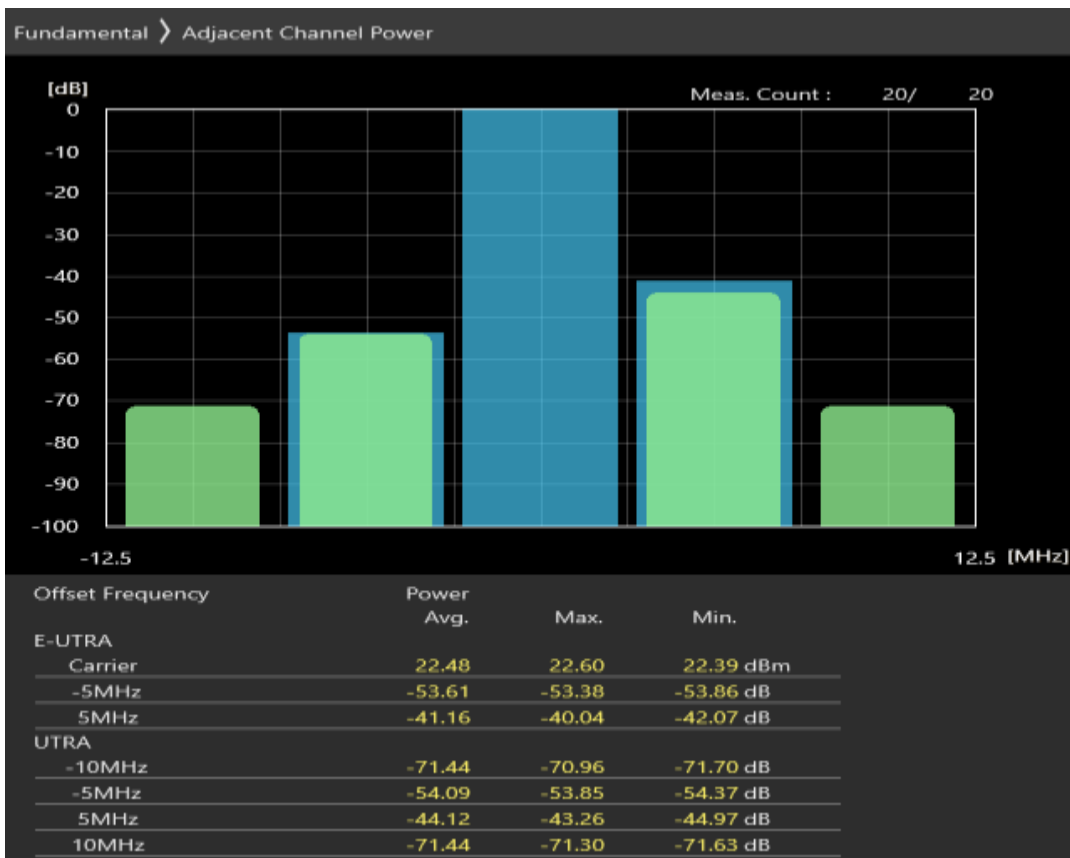 Fundamental 〉 Adjacent Channel Power
[dB]
Meas. Count : 20/ 20
0
-10
-20
-30
-40
-50
-60
-70
-80
-90
-100
-12.5 12.5 [MHz]
Offset Frequency Power
Avg. Max. Min.
E-UTRA
Carrier 22.48 22.60 22.39 dBm
-5MHz -53.61 -53.38 -53.86 dB
5MHz -41.16 -40.04 -42.07 dB
UTRA
-10MHz -71.44 -70.96 -71.70 dB
-5MHz -54.09 -53.85 -54.37 dB
5MHz -44.12 -43.26 -44.97 dB
10MHz -71.44 -71.30 -71.63 dB